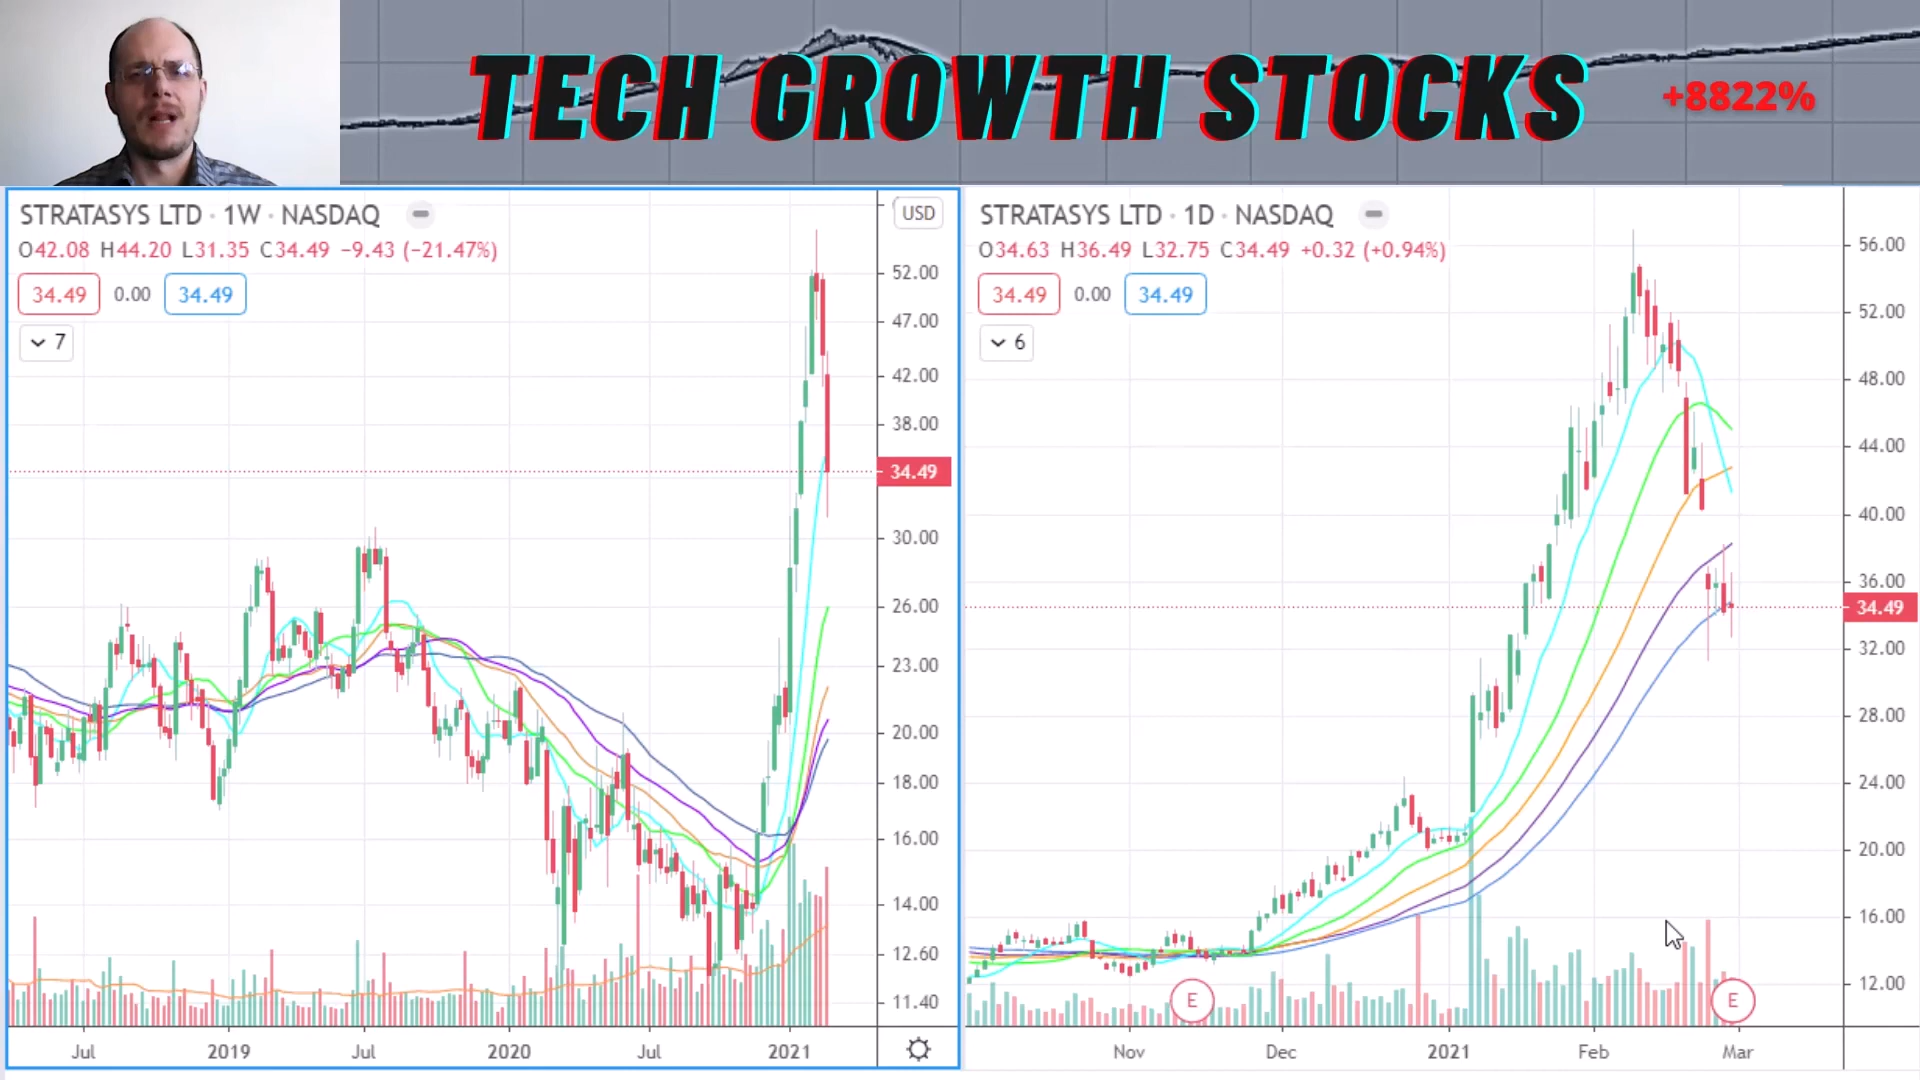 TECH GROWTH STOCKS
+8822%
STRATASYS LTD · 1W · NASDAQ
O42.08 H44.20 L31.35 C34.49 −9.43 (−21.47%)
34.49 0.00 34.49
7
USD
52.00
47.00
42.00
38.00
34.49
30.00
26.00
23.00
20.00
18.00
16.00
14.00
12.60
11.40
Jul 2019 Jul 2020 Jul 2021
STRATASYS LTD · 1D · NASDAQ
O34.63 H36.49 L32.75 C34.49 +0.32 (+0.94%)
34.49 0.00 34.49
6
56.00
52.00
48.00
44.00
40.00
36.00
34.49
32.00
28.00
24.00
20.00
16.00
12.00
E E
Nov Dec 2021 Feb Mar